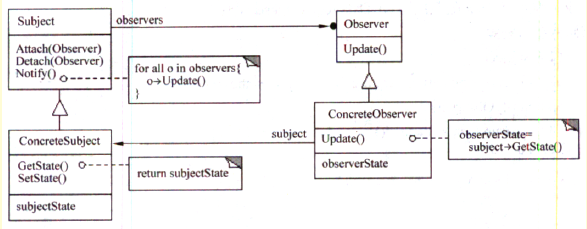 Subject
observers
Observer
Attach(Observer)
Detach(Observer)
Notify()
for all o in observers{
o→Update()
}
Update()
ConcreteSubject
GetState()
SetState()
subjectState
return subjectState
subject
ConcreteObserver
Update()
observerState
observerState=
subject→GetState()